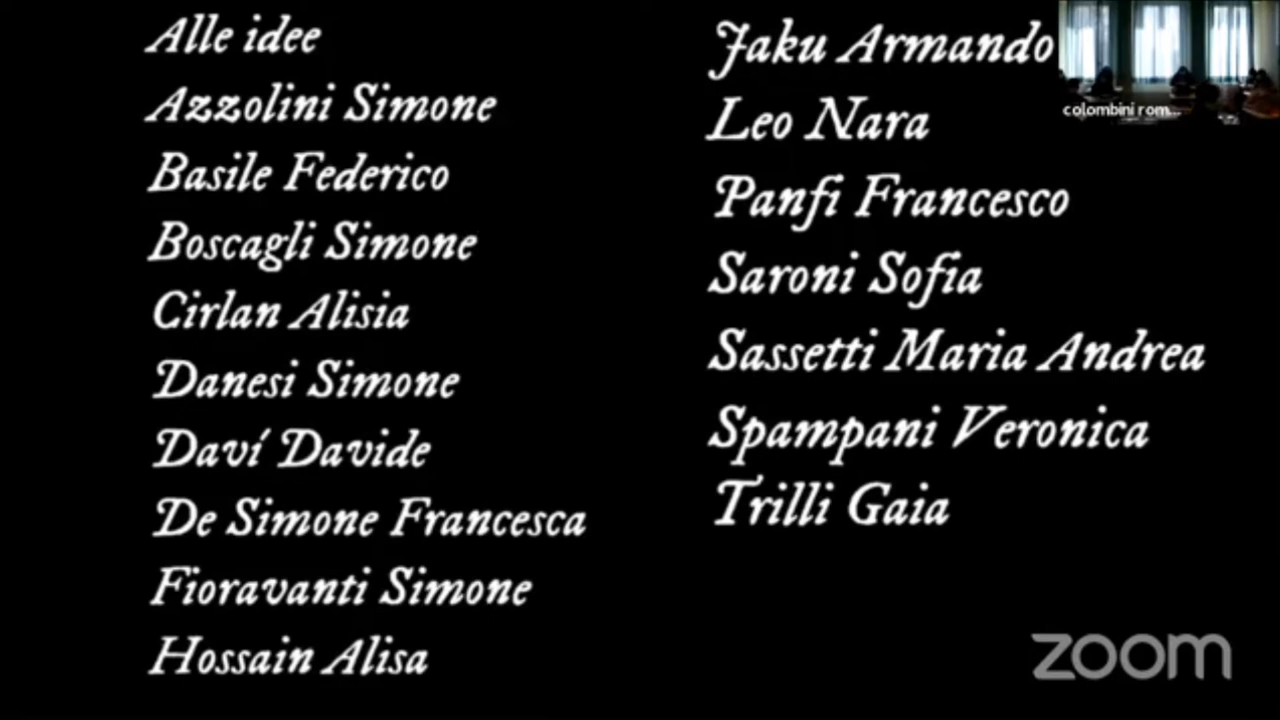 Alle idee
Azzolini Simone
Basile Federico
Boscagli Simone
Cirlan Alisia
Danesi Simone
Daví Davide
De Simone Francesca
Fioravanti Simone
Hossain Alisa
Jaku Armando
Leo Nara
Panfi Francesco
Saroni Sofia
Sassetti Maria Andrea
Spampani Veronica
Trilli Gaia
colombini rom...
zoom